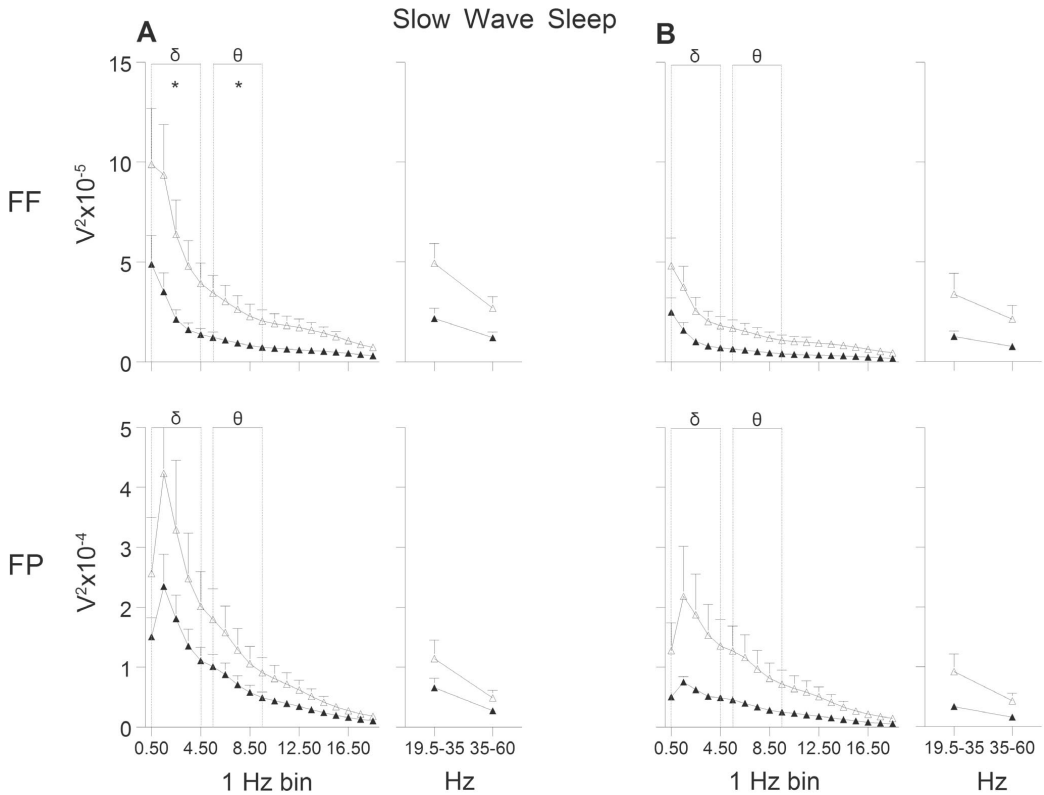 Slow Wave Sleep
A
B
δ θ
δ θ
* *
15
10
5
0
FF
V²x10⁻⁵
δ θ
δ θ
5
4
3
2
1
0
FP
V²x10⁻⁴
0.50 4.50 8.50 12.50 16.50 19.5-35 35-60 0.50 4.50 8.50 12.50 16.50 19.5-35 35-60
1 Hz bin Hz 1 Hz bin Hz